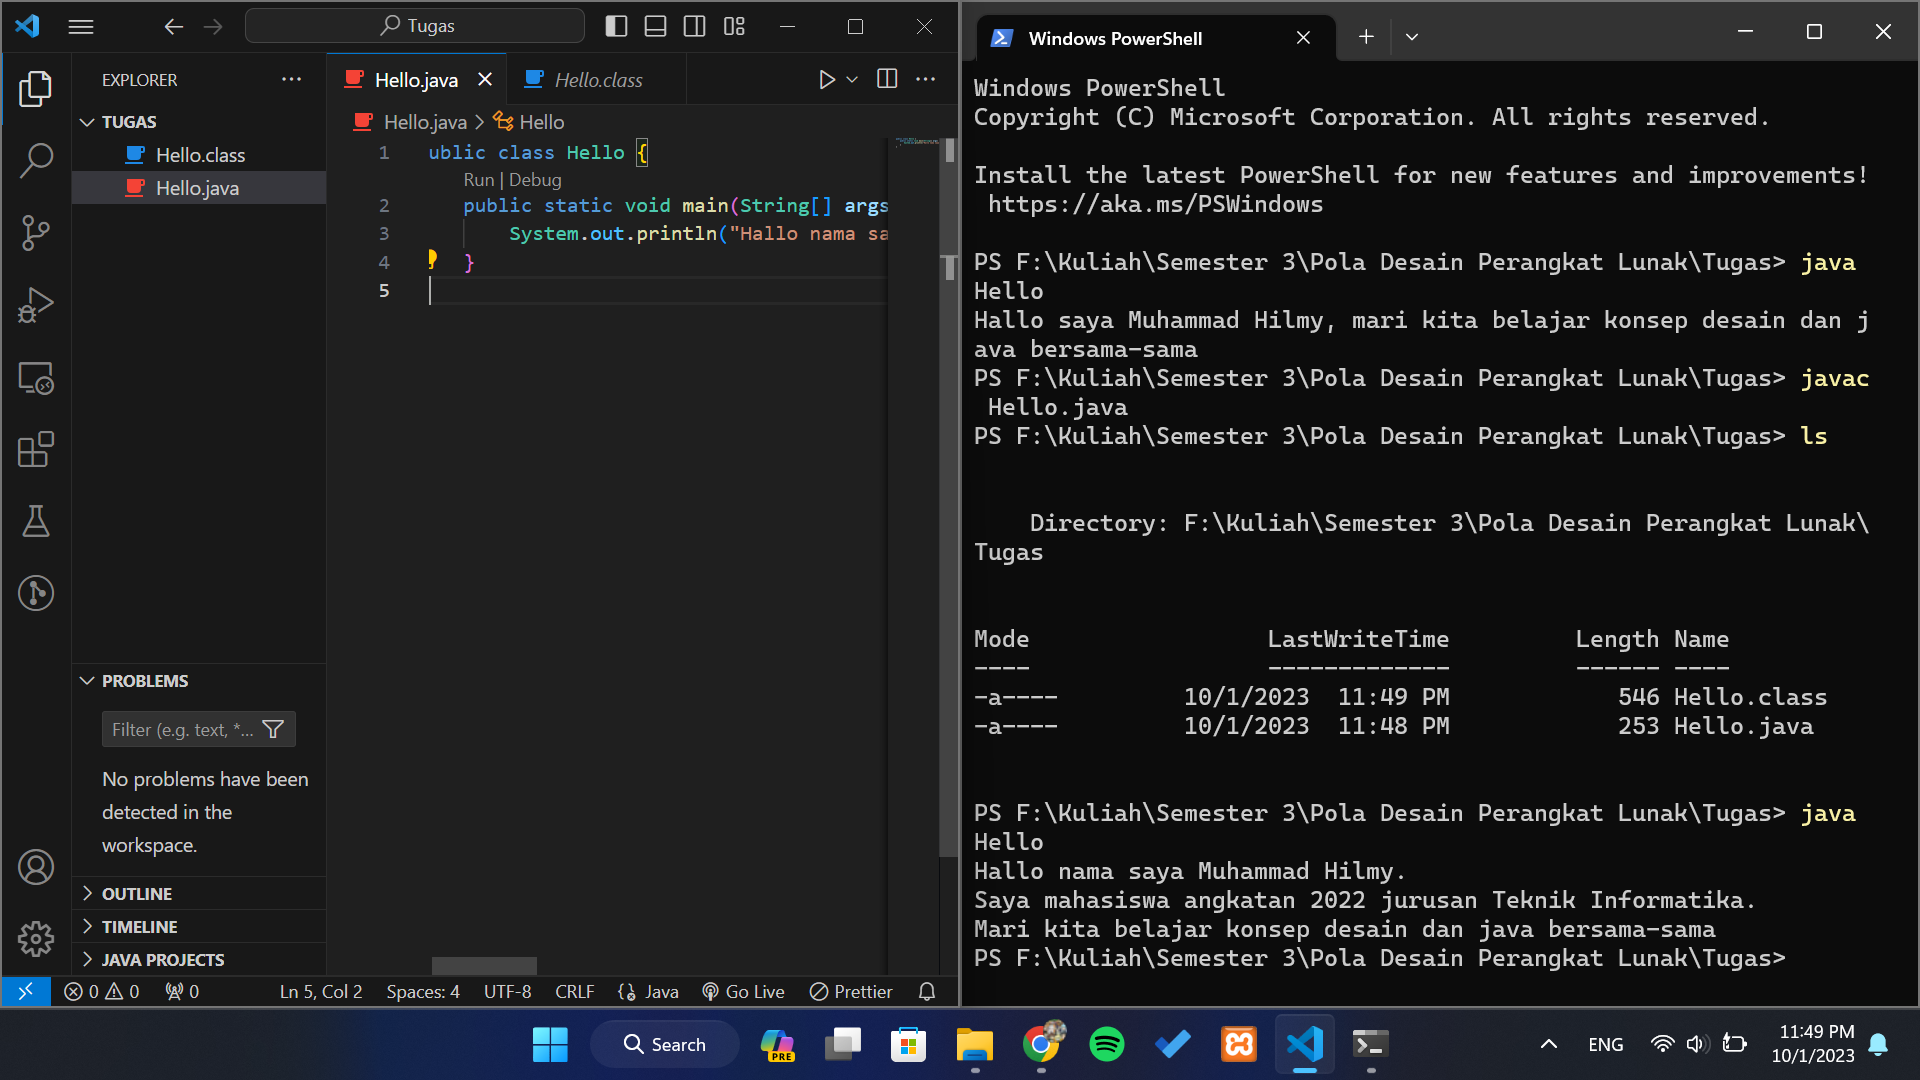 Tugas
EXPLORER
TUGAS
Hello.class
Hello.java
PROBLEMS
Filter (e.g. text, *...
No problems have been
detected in the
workspace.
OUTLINE
TIMELINE
JAVA PROJECTS
Hello.java
Hello.class
Hello.java > Hello
1 ublic class Hello {
Run | Debug
2 public static void main(String[] args
3 System.out.println("Hallo nama sa
4 }
5
0 0 0
Ln 5, Col 2 Spaces: 4 UTF-8 CRLF Java Go Live Prettier
Windows PowerShell
Windows PowerShell
Copyright (C) Microsoft Corporation. All rights reserved.
Install the latest PowerShell for new features and improvements!
https://aka.ms/PSWindows
PS F:\Kuliah\Semester 3\Pola Desain Perangkat Lunak\Tugas> java
Hello
Hallo saya Muhammad Hilmy, mari kita belajar konsep desain dan j
ava bersama-sama
PS F:\Kuliah\Semester 3\Pola Desain Perangkat Lunak\Tugas> javac
Hello.java
PS F:\Kuliah\Semester 3\Pola Desain Perangkat Lunak\Tugas> ls
Directory: F:\Kuliah\Semester 3\Pola Desain Perangkat Lunak\
Tugas
Mode LastWriteTime Length Name
---- ------------- ------ ----
-a---- 10/1/2023 11:49 PM 546 Hello.class
-a---- 10/1/2023 11:48 PM 253 Hello.java
PS F:\Kuliah\Semester 3\Pola Desain Perangkat Lunak\Tugas> java
Hello
Hallo nama saya Muhammad Hilmy.
Saya mahasiswa angkatan 2022 jurusan Teknik Informatika.
Mari kita belajar konsep desain dan java bersama-sama
PS F:\Kuliah\Semester 3\Pola Desain Perangkat Lunak\Tugas>
Search
PRE
ENG
11:49 PM
10/1/2023